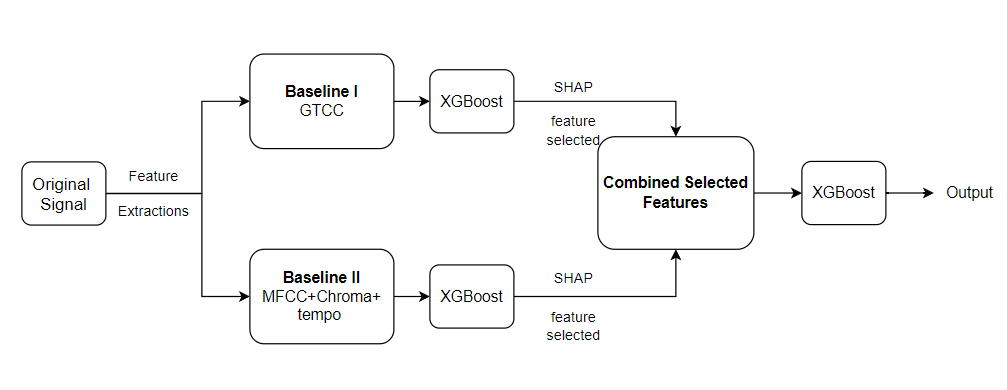 Original
Signal
Feature
Extractions
Baseline I
GTCC
XGBoost
SHAP
feature
selected
Baseline II
MFCC+Chroma+
tempo
XGBoost
SHAP
feature
selected
Combined Selected
Features
XGBoost
Output